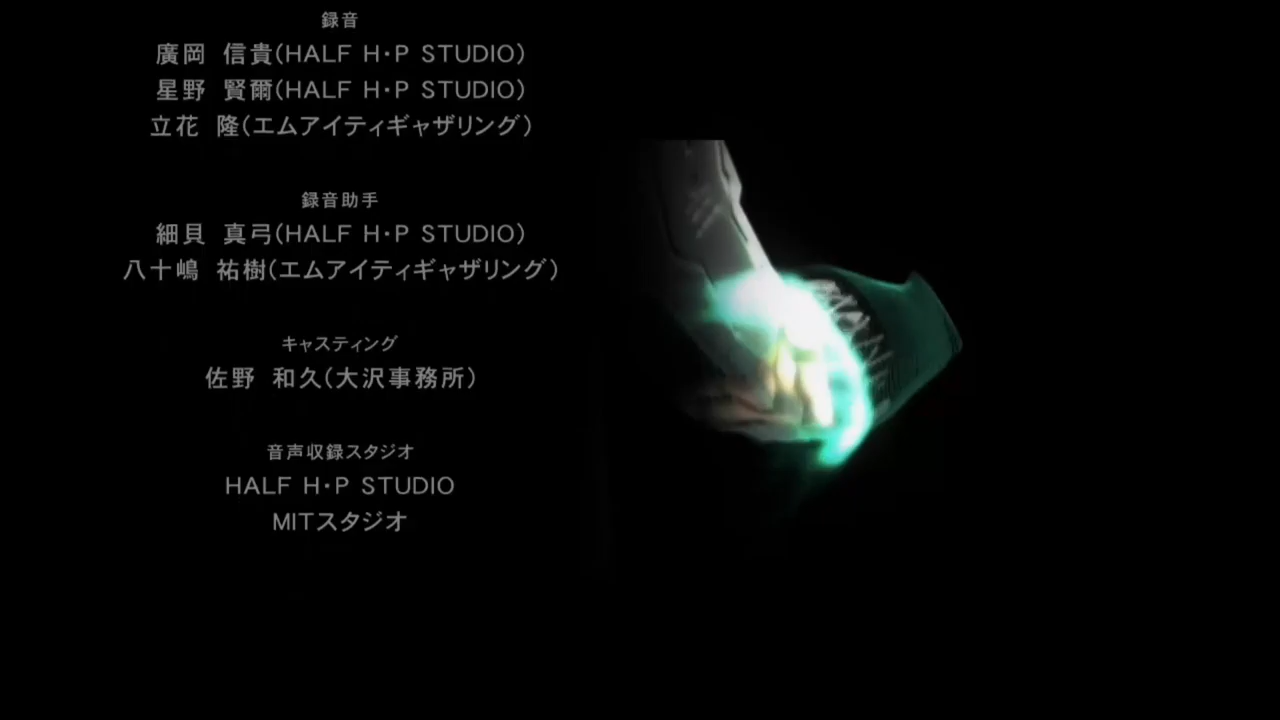 録音
廣岡 信貴(HALF H・P STUDIO)
星野 賢爾(HALF H・P STUDIO)
立花 隆(エムアイティギャザリング)
録音助手
細貝 真弓(HALF H・P STUDIO)
八十嶋 祐樹(エムアイティギャザリング)
キャスティング
佐野 和久(大沢事務所)
音声収録スタジオ
HALF H・P STUDIO
MITスタジオ